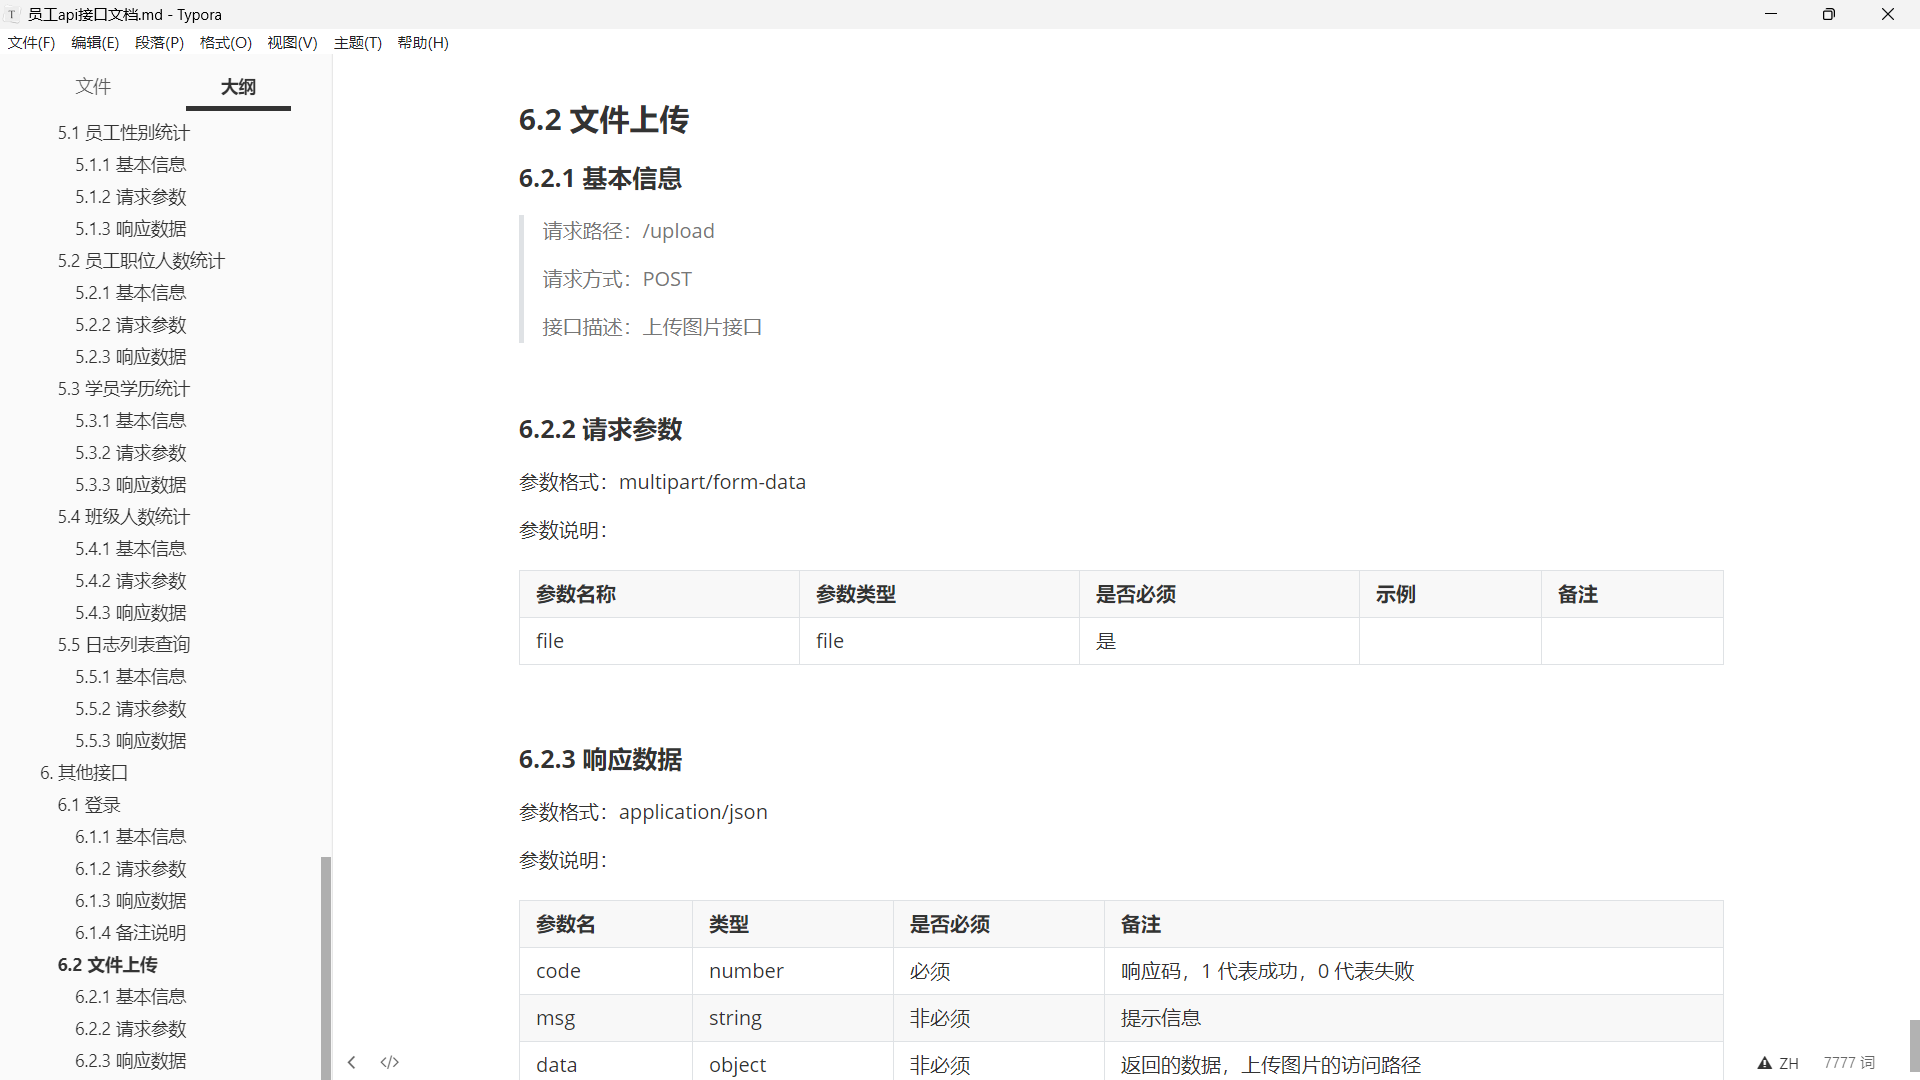 员工api接口文档.md - Typora
文件(F) 编辑(E) 段落(P) 格式(O) 视图(V) 主题(T) 帮助(H)
文件 大纲
5.1 员工性别统计
5.1.1 基本信息
5.1.2 请求参数
5.1.3 响应数据
5.2 员工职位人数统计
5.2.1 基本信息
5.2.2 请求参数
5.2.3 响应数据
5.3 学员学历统计
5.3.1 基本信息
5.3.2 请求参数
5.3.3 响应数据
5.4 班级人数统计
5.4.1 基本信息
5.4.2 请求参数
5.4.3 响应数据
5.5 日志列表查询
5.5.1 基本信息
5.5.2 请求参数
5.5.3 响应数据
6. 其他接口
6.1 登录
6.1.1 基本信息
6.1.2 请求参数
6.1.3 响应数据
6.1.4 备注说明
6.2 文件上传
6.2.1 基本信息
6.2.2 请求参数
6.2.3 响应数据
6.2 文件上传
6.2.1 基本信息
请求路径：/upload
请求方式：POST
接口描述：上传图片接口
6.2.2 请求参数
参数格式：multipart/form-data
参数说明：
参数名称 参数类型 是否必须 示例 备注
file file 是
6.2.3 响应数据
参数格式：application/json
参数说明：
参数名 类型 是否必须 备注
code number 必须 响应码，1 代表成功，0 代表失败
msg string 非必须 提示信息
data object 非必须 返回的数据，上传图片的访问路径
ZH 7777 词